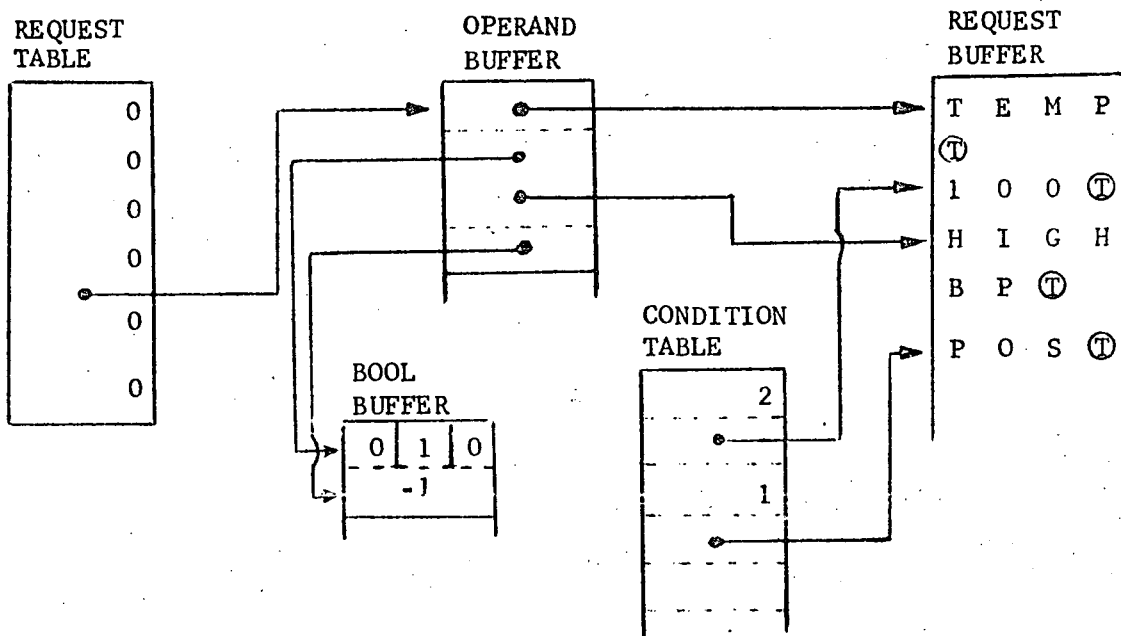 REQUEST
TABLE
0
0
0
0
0
0
OPERAND
BUFFER
REQUEST
BUFFER
T E M P
Ⓣ
1 0 0 Ⓣ
H I G H
B P Ⓣ
P O S Ⓣ
BOOL
BUFFER
0 1 0
-1
CONDITION
TABLE
2
1